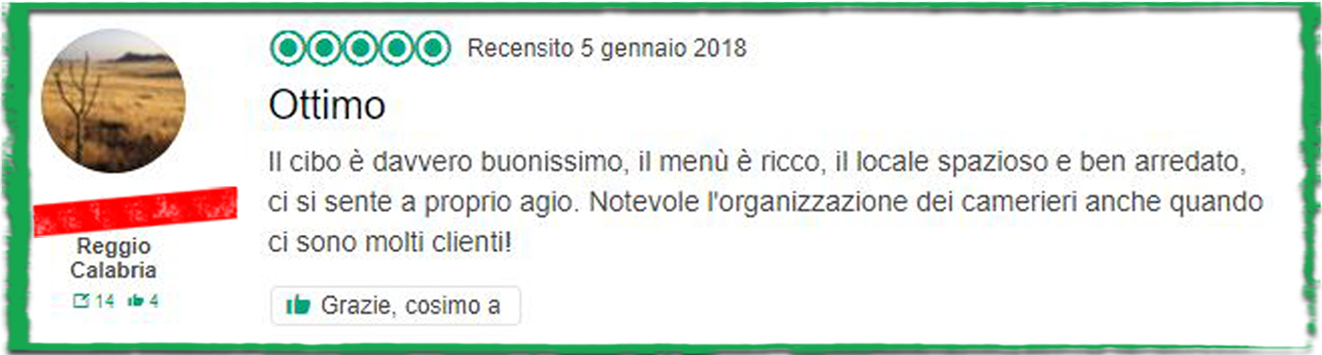 Recensito 5 gennaio 2018
Ottimo
Il cibo è davvero buonissimo, il menù è ricco, il locale spazioso e ben arredato,
ci si sente a proprio agio. Notevole l'organizzazione dei camerieri anche quando
ci sono molti clienti!
Reggio
Calabria
14 4
Grazie, cosimo a